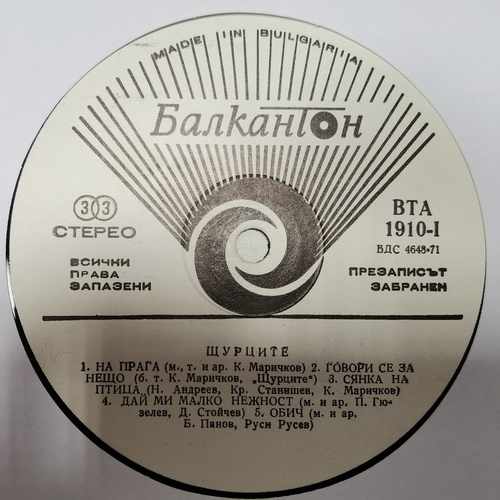 MADE IN BULGARIA
Балкантон
33
СТЕРЕО
ВСИЧКИ
ПРАВА
ЗАПАЗЕНИ
ВТА
1910-I
БДС 4648-71
ПРЕЗАПИСЪТ
ЗАБРАНЕН
ЩУРЦИТЕ
1. НА ПРАГА (м., т. и ар. К. Маричков) 2. ГОВОРИ СЕ ЗА
НЕЩО (б. т. К. Маричков, „Щурците“) 3. СЯНКА НА
ПТИЦА (Н. Андреев, Кр. Станишев, К. Маричков)
4. ДАЙ МИ МАЛКО НЕЖНОСТ (м. и ар. П. Гю-
зелев, Д. Стойчев) 5. ОБИЧ (м. и ар.
Б. Панов, Руси Русев)